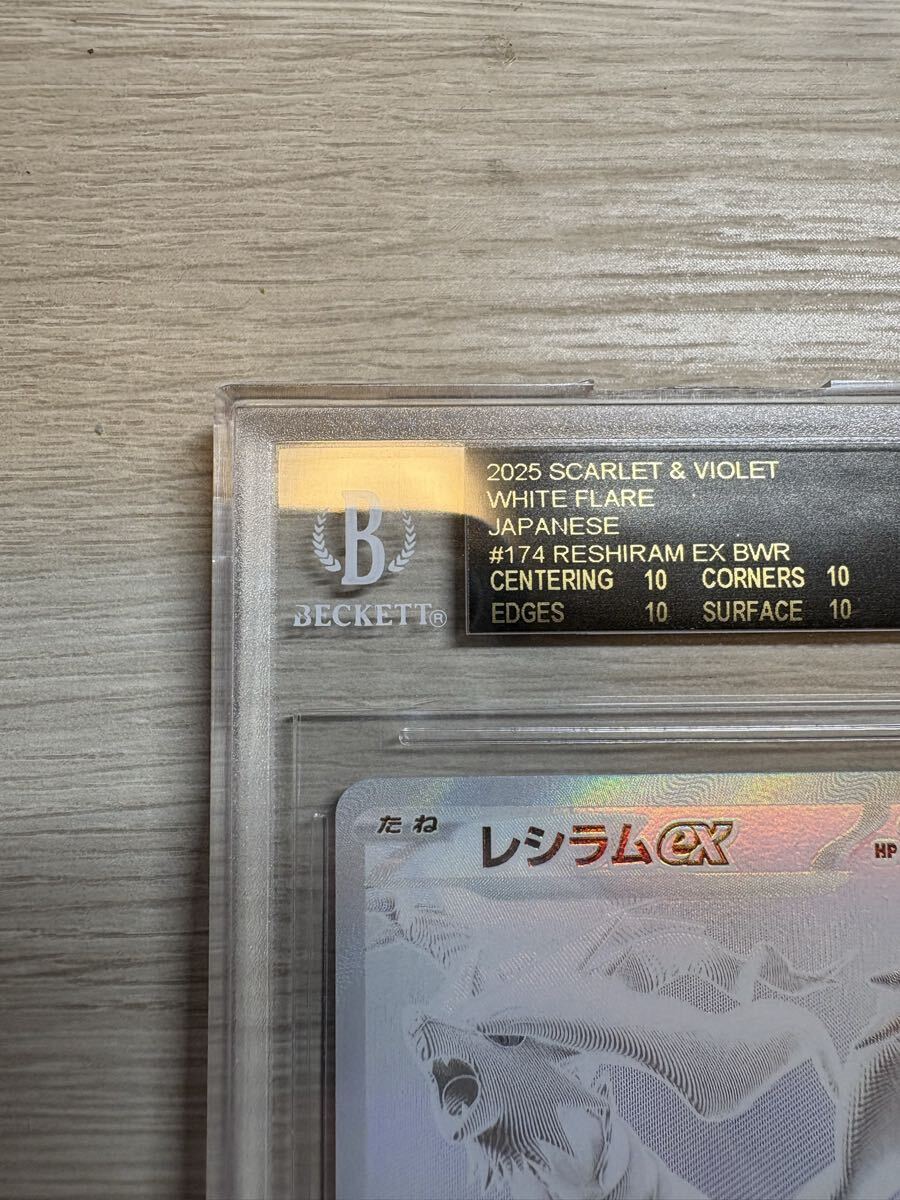 2025 SCARLET & VIOLET
WHITE FLARE
JAPANESE
#174 RESHIRAM EX BWR
CENTERING 10 CORNERS 10
EDGES 10 SURFACE 10
B
BECKETT®
たね レシラムex HP